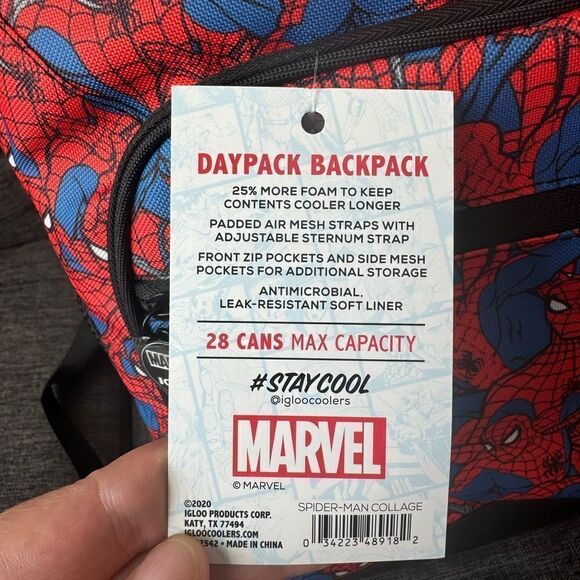 DAYPACK BACKPACK
25% MORE FOAM TO KEEP
CONTENTS COOLER LONGER
PADDED AIR MESH STRAPS WITH
ADJUSTABLE STERNUM STRAP
FRONT ZIP POCKETS AND SIDE MESH
POCKETS FOR ADDITIONAL STORAGE
ANTIMICROBIAL,
LEAK-RESISTANT SOFT LINER
28 CANS MAX CAPACITY
#STAYCOOL
@igloocoolers
MARVEL
© MARVEL
©2020
IGLOO PRODUCTS CORP.
KATY, TX 77494
IGLOOCOOLERS.COM
2542 • MADE IN CHINA
SPIDER-MAN COLLAGE
0 34223 48918 2